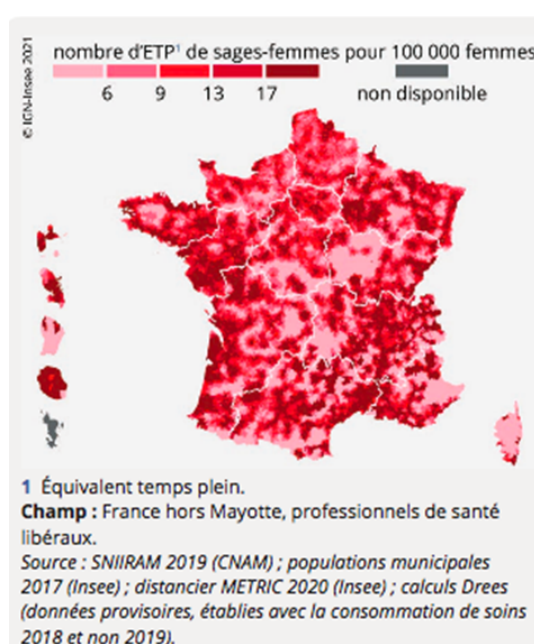 © IGN-Insee 2021
nombre d’ETP¹ de sages-femmes pour 100 000 femmes
6 9 13 17 non disponible
1 Équivalent temps plein.
Champ : France hors Mayotte, professionnels de santé
libéraux.
Source : SNIIRAM 2019 (CNAM) ; populations municipales
2017 (Insee) ; distancier METRIC 2020 (Insee) ; calculs Drees
(données provisoires, établies avec la consommation de soins
2018 et non 2019).